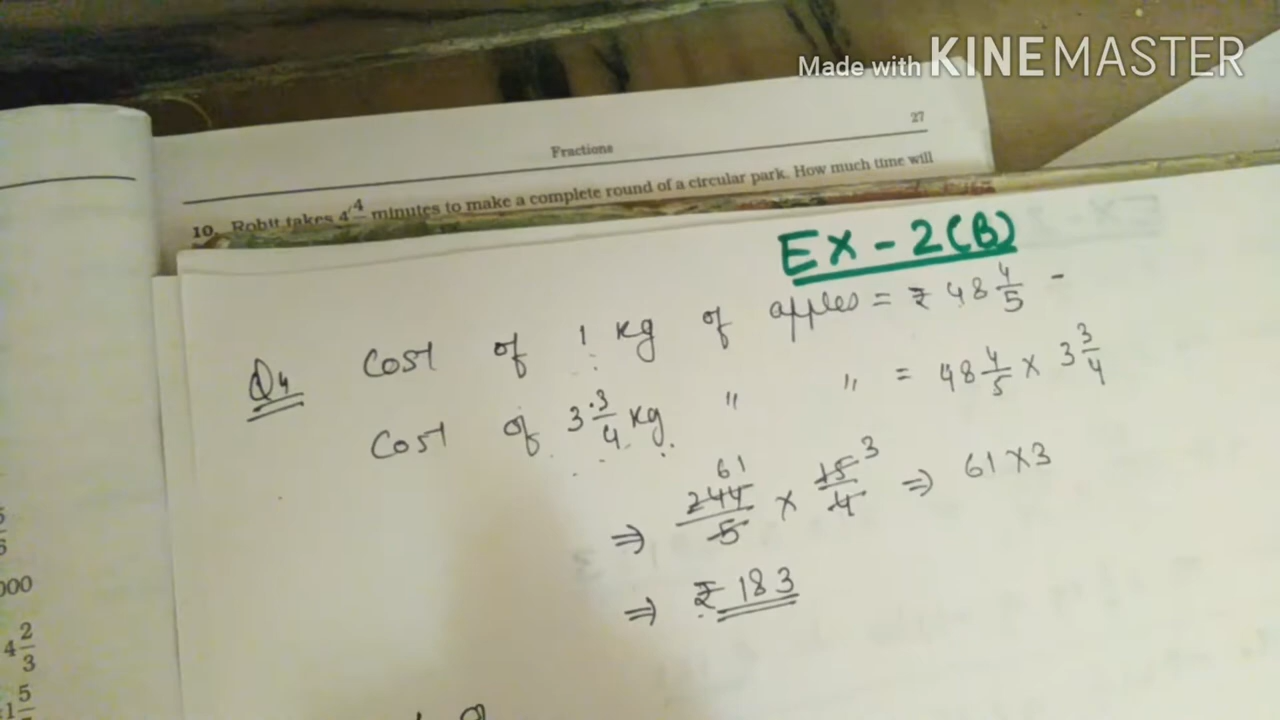 Made with KINEMASTER
27
Fractions
10. Rohit takes 4 4/ minutes to make a complete round of a circular park. How much time will
EX - 2(B)
Q4 Cost of 1 kg of apples = ₹ 48 4/5 -
Cost of 3 3/4 kg " " = 48 4/5 × 3 3/4
61 3
⇒ 244/5 × 15/4 ⇒ 61 × 3
⇒ ₹ 183
000
4 2/3
1 5/